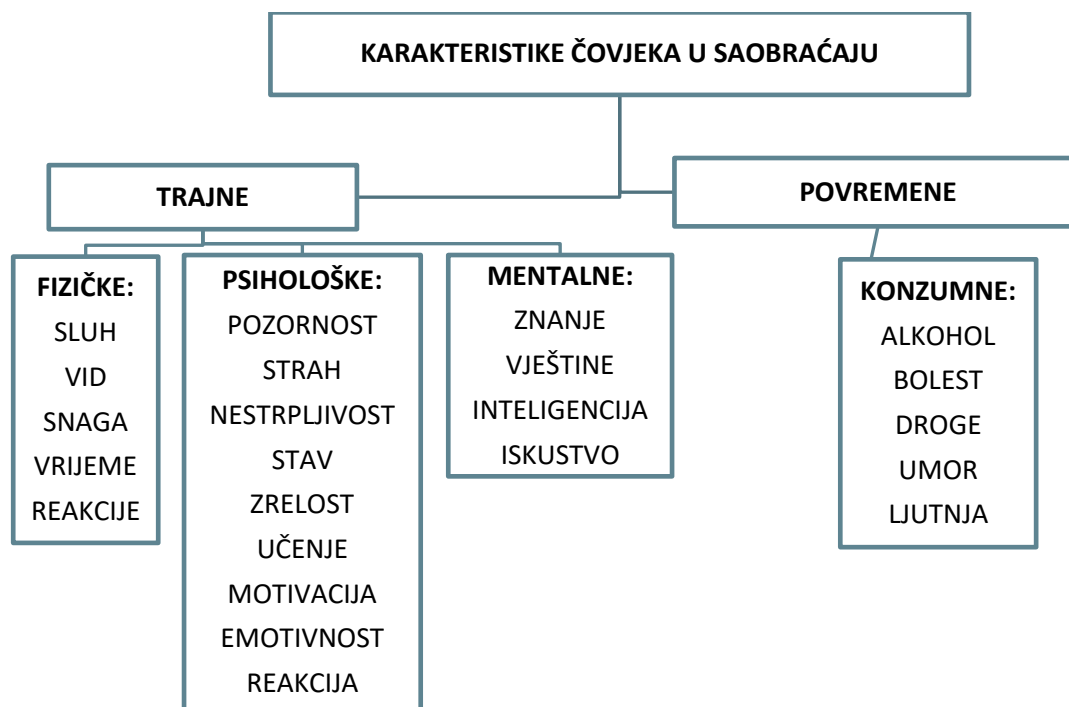 KARAKTERISTIKE ČOVJEKA U SAOBRAĆAJU
TRAJNE
POVREMENE
FIZIČKE:
SLUH
VID
SNAGA
VRIJEME
REAKCIJE
PSIHOLOŠKE:
POZORNOST
STRAH
NESTRPLJIVOST
STAV
ZRELOST
UČENJE
MOTIVACIJA
EMOTIVNOST
REAKCIJA
MENTALNE:
ZNANJE
VJEŠTINE
INTELIGENCIJA
ISKUSTVO
KONZUMNE:
ALKOHOL
BOLEST
DROGE
UMOR
LJUTNJA